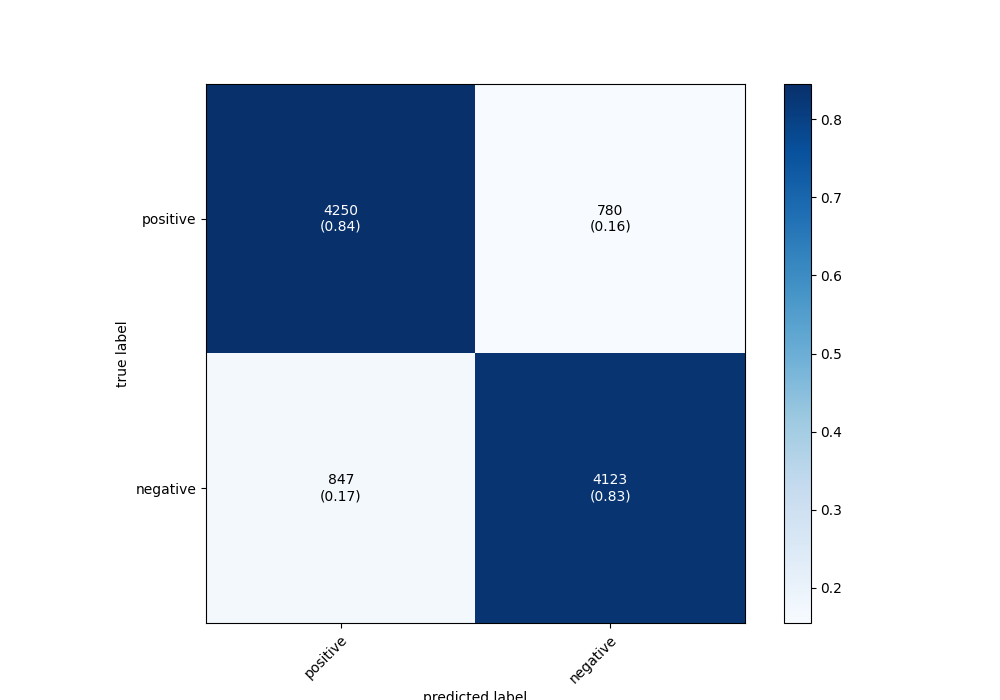 4250
(0.84)
780
(0.16)
847
(0.17)
4123
(0.83)
positive
negative
true label
positive
negative
predicted label
0.8
0.7
0.6
0.5
0.4
0.3
0.2